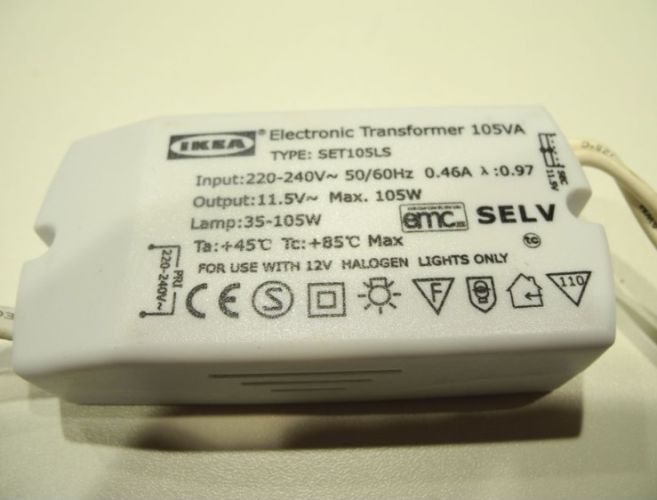 IKEA® Electronic Transformer 105VA
TYPE: SET105LS
Input:220-240V~ 50/60Hz 0.46A λ:0.97
Output:11.5V~ Max. 105W
Lamp:35-105W
emc SELV
Ta:+45℃ Tc:+85℃ Max
tc
FOR USE WITH 12V HALOGEN LIGHTS ONLY
PRI
220-240V~
SEC
11.5V~
CE S F 110